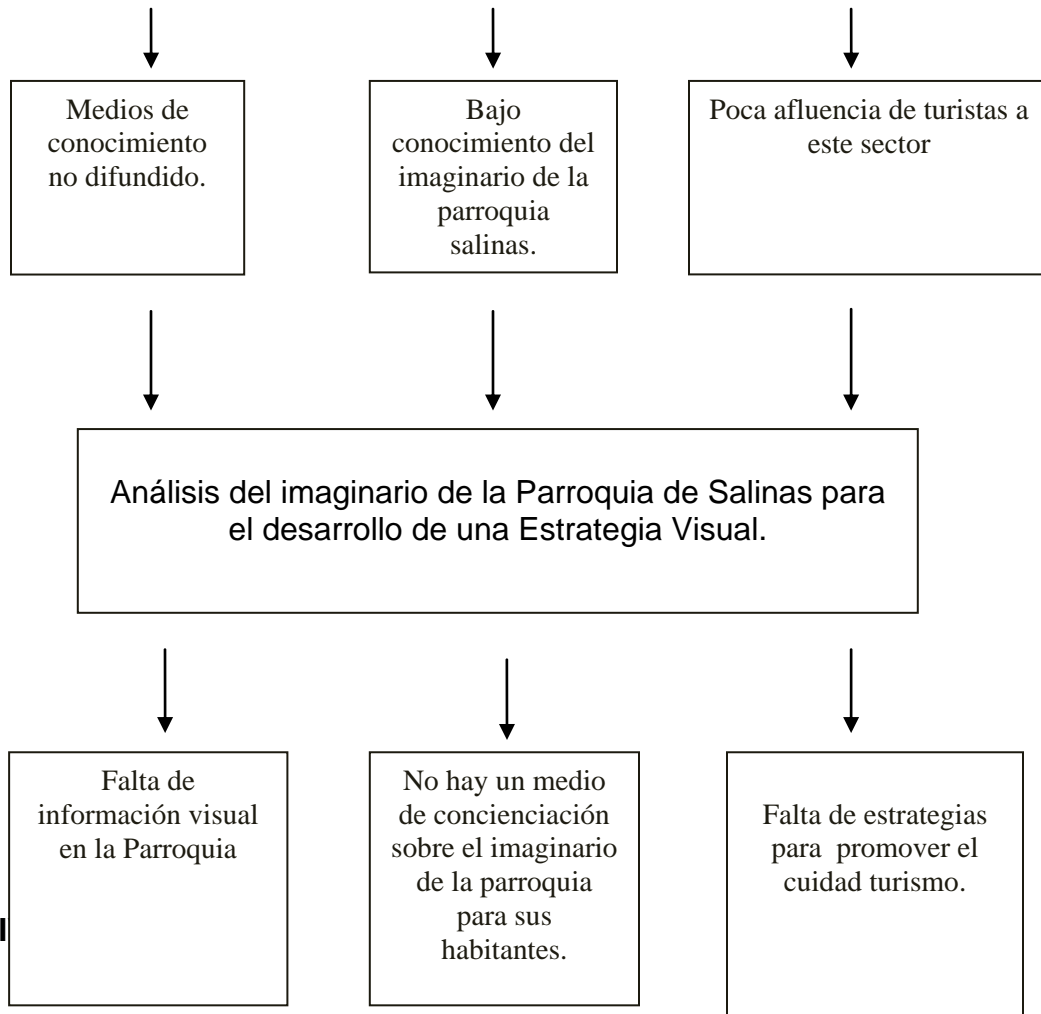 Medios de
conocimiento
no difundido.
Bajo
conocimiento del
imaginario de la
parroquia
salinas.
Poca afluencia de turistas a
este sector
Análisis del imaginario de la Parroquia de Salinas para
el desarrollo de una Estrategia Visual.
Falta de
información visual
en la Parroquia
No hay un medio
de concienciación
sobre el imaginario
de la parroquia
para sus
habitantes.
Falta de estrategias
para promover el
cuidad turismo.